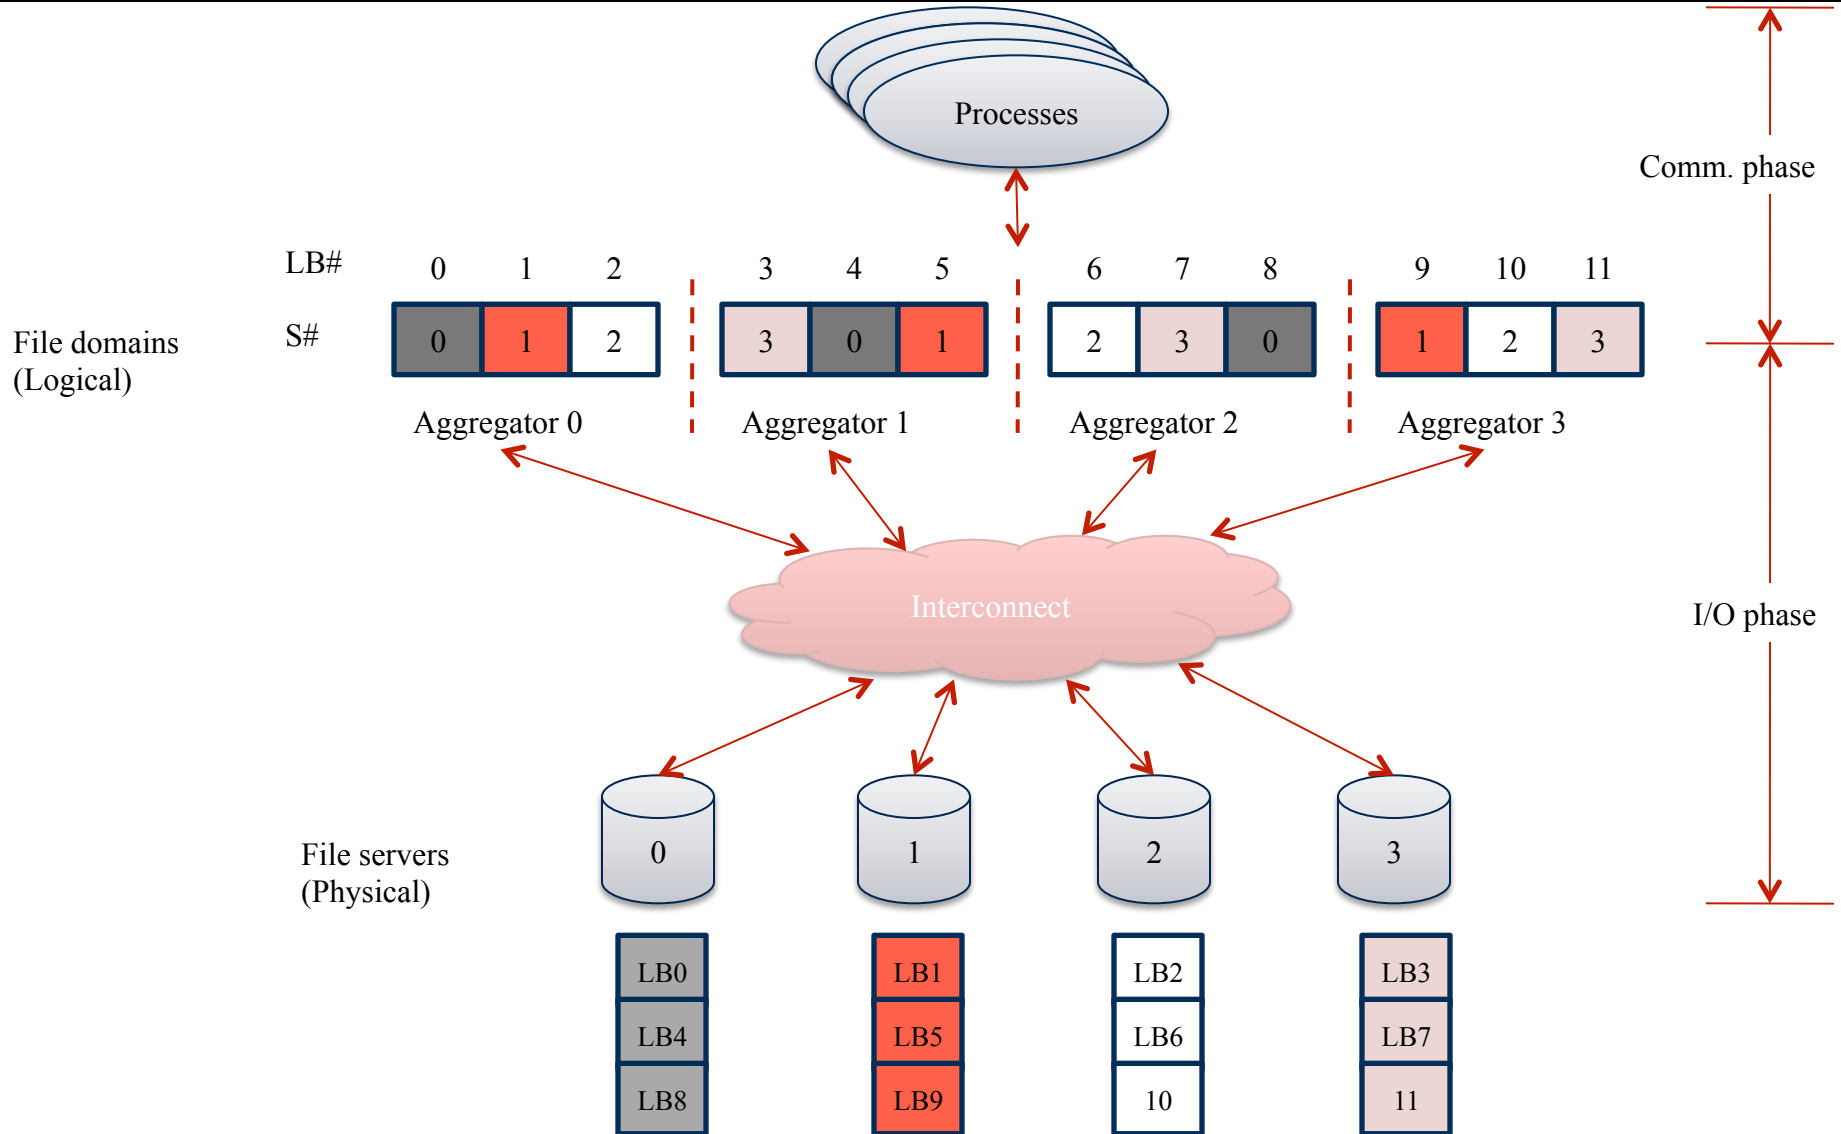 Processes
Comm. phase
LB# 0 1 2 3 4 5 6 7 8 9 10 11
S# 0 1 2 3 0 1 2 3 0 1 2 3
File domains
(Logical)
Aggregator 0 Aggregator 1 Aggregator 2 Aggregator 3
Interconnect
I/O phase
File servers
(Physical)
0 1 2 3
LB0 LB1 LB2 LB3
LB4 LB5 LB6 LB7
LB8 LB9 10 11